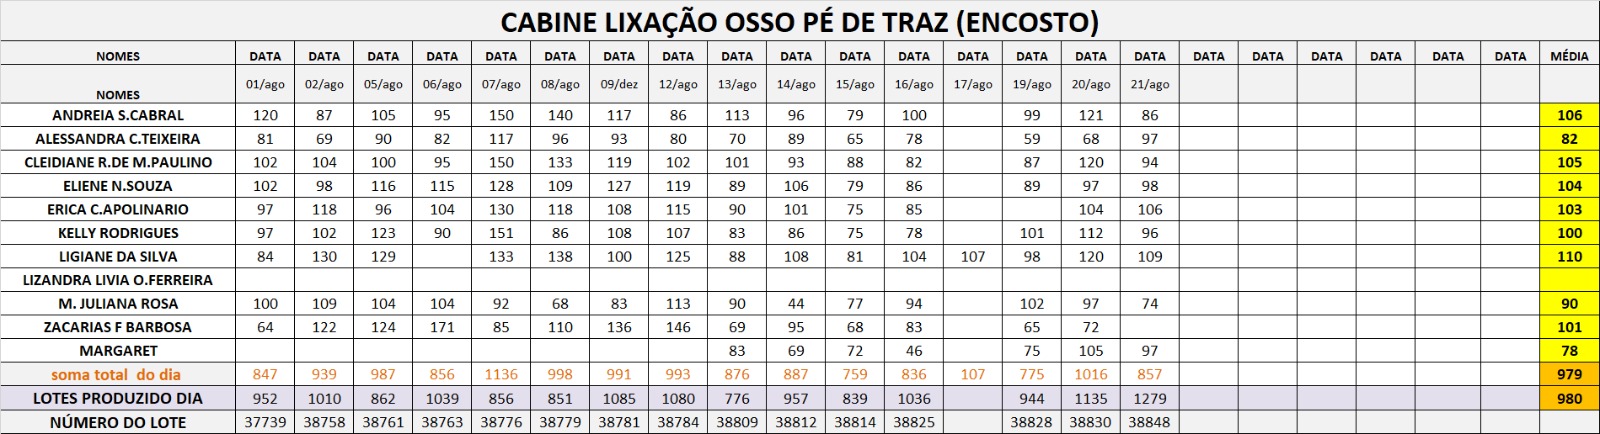 CABINE LIXAÇÃO OSSO PÉ DE TRAZ (ENCOSTO)
NOMES DATA DATA DATA DATA DATA DATA DATA DATA DATA DATA DATA DATA DATA DATA DATA DATA DATA DATA DATA DATA DATA DATA MÉDIA
NOMES 01/ago 02/ago 05/ago 06/ago 07/ago 08/ago 09/dez 12/ago 13/ago 14/ago 15/ago 16/ago 17/ago 19/ago 20/ago 21/ago
ANDREIA S.CABRAL 120 87 105 95 150 140 117 86 113 96 79 100 99 121 86 106
ALESSANDRA C.TEIXEIRA 81 69 90 82 117 96 93 80 70 89 65 78 59 68 97 82
CLEIDIANE R.DE M.PAULINO 102 104 100 95 150 133 119 102 101 93 88 82 87 120 94 105
ELIENE N.SOUZA 102 98 116 115 128 109 127 119 89 106 79 86 89 97 98 104
ERICA C.APOLINARIO 97 118 96 104 130 118 108 115 90 101 75 85 104 106 103
KELLY RODRIGUES 97 102 123 90 151 86 108 107 83 86 75 78 101 112 96 100
LIGIANE DA SILVA 84 130 129 133 138 100 125 88 108 81 104 107 98 120 109 110
LIZANDRA LIVIA O.FERREIRA
M. JULIANA ROSA 100 109 104 104 92 68 83 113 90 44 77 94 102 97 74 90
ZACARIAS F BARBOSA 64 122 124 171 85 110 136 146 69 95 68 83 65 72 101
MARGARET 83 69 72 46 75 105 97 78
soma total do dia 847 939 987 856 1136 998 991 993 876 887 759 836 107 775 1016 857 979
LOTES PRODUZIDO DIA 952 1010 862 1039 856 851 1085 1080 776 957 839 1036 944 1135 1279 980
NÚMERO DO LOTE 37739 38758 38761 38763 38776 38779 38781 38784 38809 38812 38814 38825 38828 38830 38848